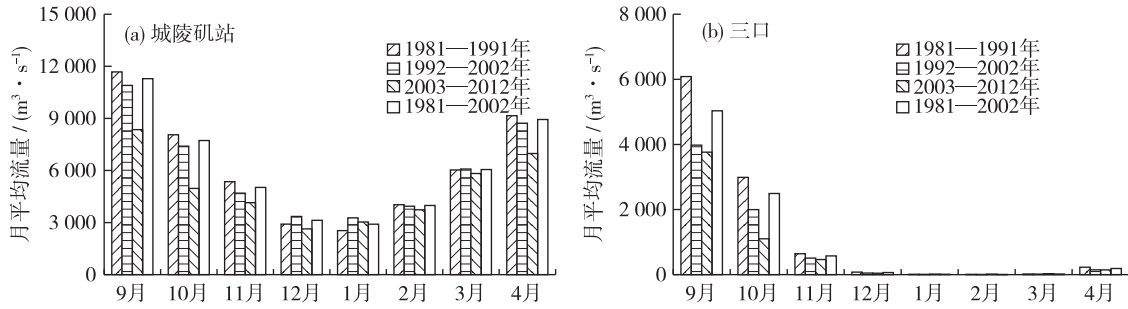 月平均流量 / (m³·s⁻¹)
15 000
12 000
9 000
6 000
3 000
0
(a) 城陵矶站
1981—1991年
1992—2002年
2003—2012年
1981—2002年
9月 10月 11月 12月 1月 2月 3月 4月
月平均流量 / (m³·s⁻¹)
8 000
6 000
4 000
2 000
0
(b) 三口
1981—1991年
1992—2002年
2003—2012年
1981—2002年
9月 10月 11月 12月 1月 2月 3月 4月